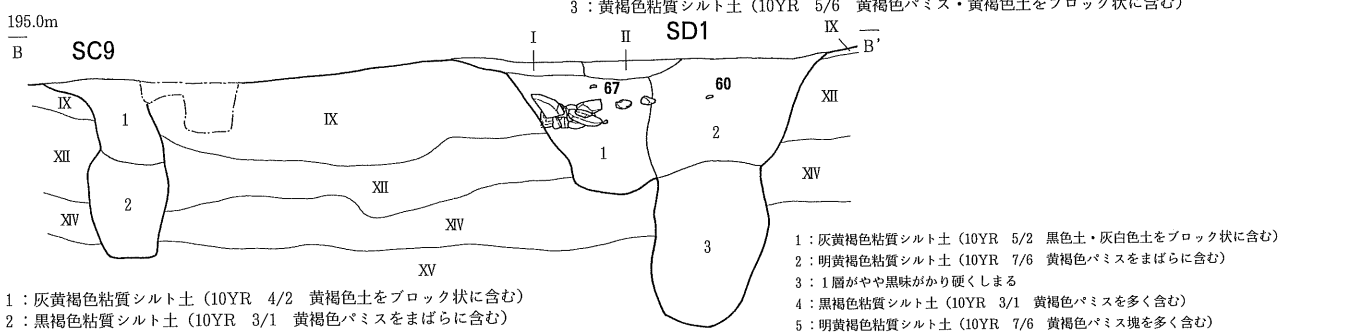 3：黄褐色粘質シルト土（10YR　5/6　黄褐色パミス・黄褐色土をブロック状に含む）
195.0m
B
SC9
I
II
SD1
IX
B'
67
60
IX
1
IX
XII
2
XII
1
XII
XIV
2
XIV
XIV
3
XV
1：灰黄褐色粘質シルト土（10YR　4/2　黄褐色土をブロック状に含む）
2：黒褐色粘質シルト土（10YR　3/1　黄褐色パミスをまばらに含む）
1：灰黄褐色粘質シルト土（10YR　5/2　黒色土・灰白色土をブロック状に含む）
2：明黄褐色粘質シルト土（10YR　7/6　黄褐色パミスをまばらに含む）
3：1層がやや黒味がかり硬くしまる
4：黒褐粘質シルト土（10YR　3/1　黄褐色パミスを多く含む）
5：明黄褐色粘質シルト土（10YR　7/6　黄褐色パミス塊を多く含む）